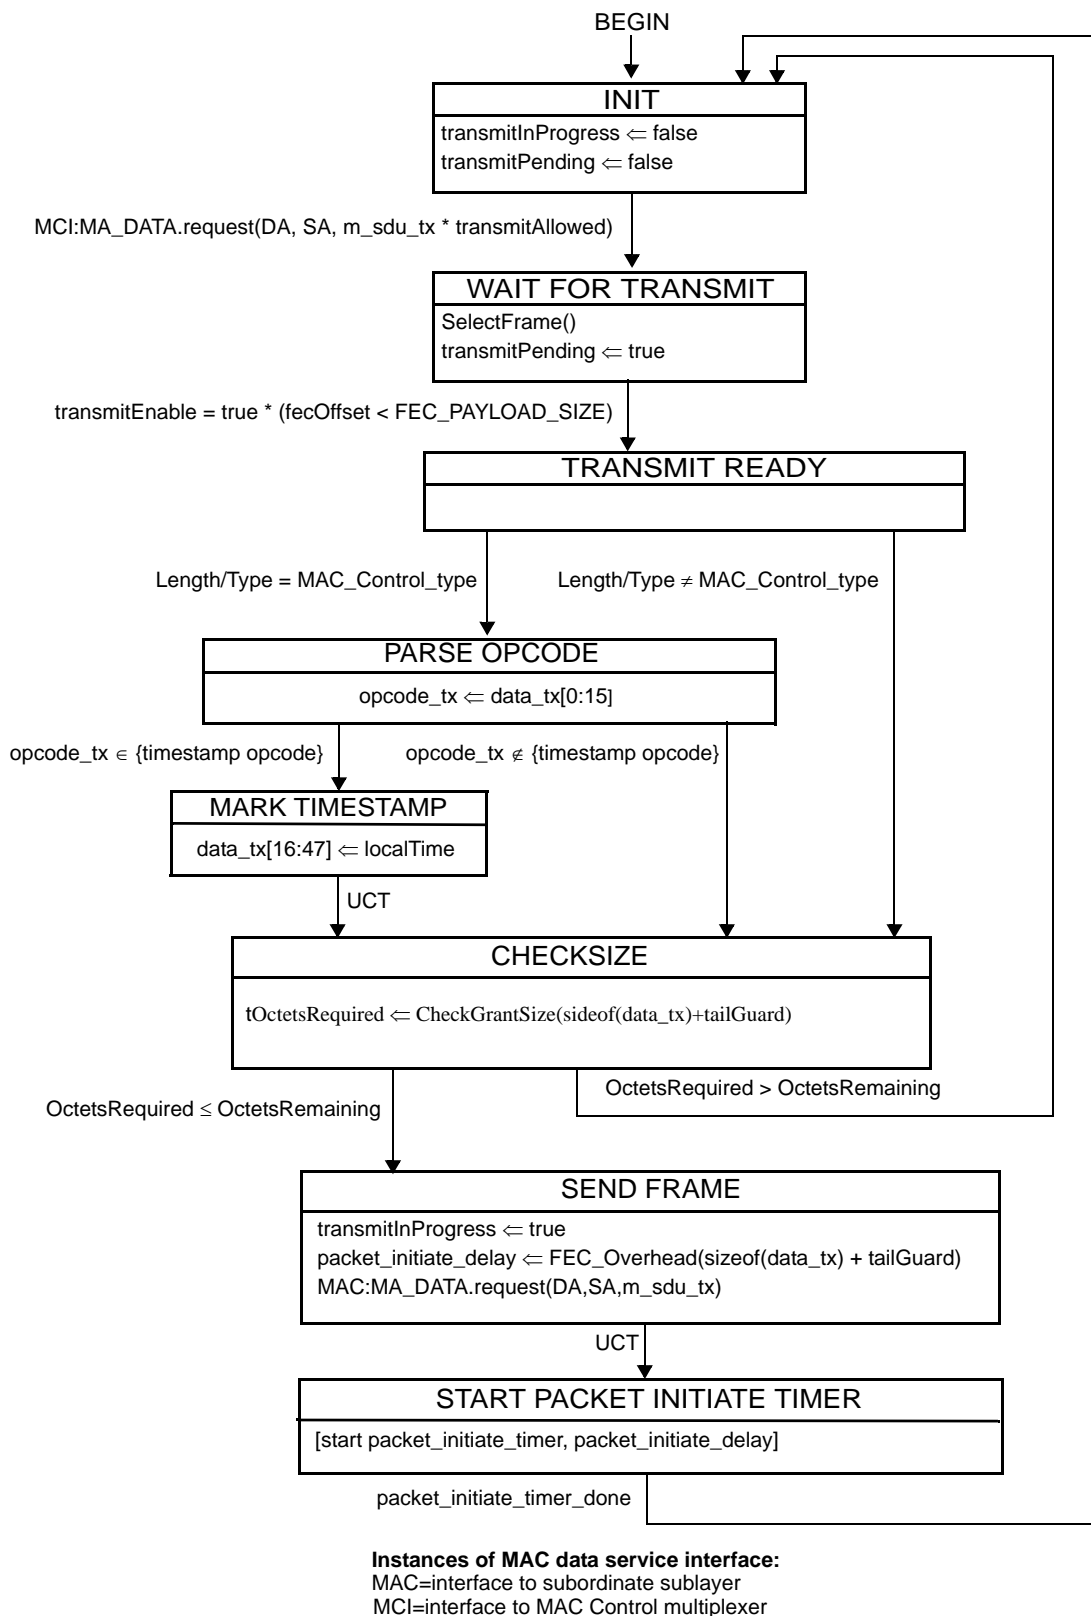 BEGIN
INIT
transmitInProgress ⇐ false
transmitPending ⇐ false
MCI:MA_DATA.request(DA, SA, m_sdu_tx * transmitAllowed)
WAIT FOR TRANSMIT
SelectFrame()
transmitPending ⇐ true
transmitEnable = true * (fecOffset < FEC_PAYLOAD_SIZE)
TRANSMIT READY
Length/Type = MAC_Control_type
Length/Type ≠ MAC_Control_type
PARSE OPCODE
opcode_tx ⇐ data_tx[0:15]
opcode_tx ∈ {timestamp opcode}
opcode_tx ∉ {timestamp opcode}
MARK TIMESTAMP
data_tx[16:47] ⇐ localTime
UCT
CHECKSIZE
tOctetsRequired ⇐ CheckGrantSize(sideof(data_tx)+tailGuard)
OctetsRequired > OctetsRemaining
OctetsRequired ≤ OctetsRemaining
SEND FRAME
transmitInProgress ⇐ true
packet_initiate_delay ⇐ FEC_Overhead(sizeof(data_tx) + tailGuard)
MAC:MA_DATA.request(DA,SA,m_sdu_tx)
UCT
START PACKET INITIATE TIMER
[start packet_initiate_timer, packet_initiate_delay]
packet_initiate_timer_done
Instances of MAC data service interface:
MAC=interface to subordinate sublayer
MCI=interface to MAC Control multiplexer